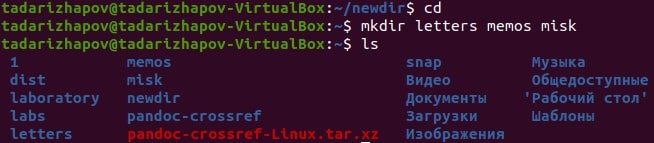 tadarizhapov@tadarizhapov-VirtualBox:~/newdir$ cd
tadarizhapov@tadarizhapov-VirtualBox:~$ mkdir letters memos misk
tadarizhapov@tadarizhapov-VirtualBox:~$ ls
1 memos snap Музыка
dist misk Видео Общедоступные
laboratory newdir Документы 'Рабочий стол'
labs pandoc-crossref Загрузки Шаблоны
letters pandoc-crossref-Linux.tar.xz Изображения